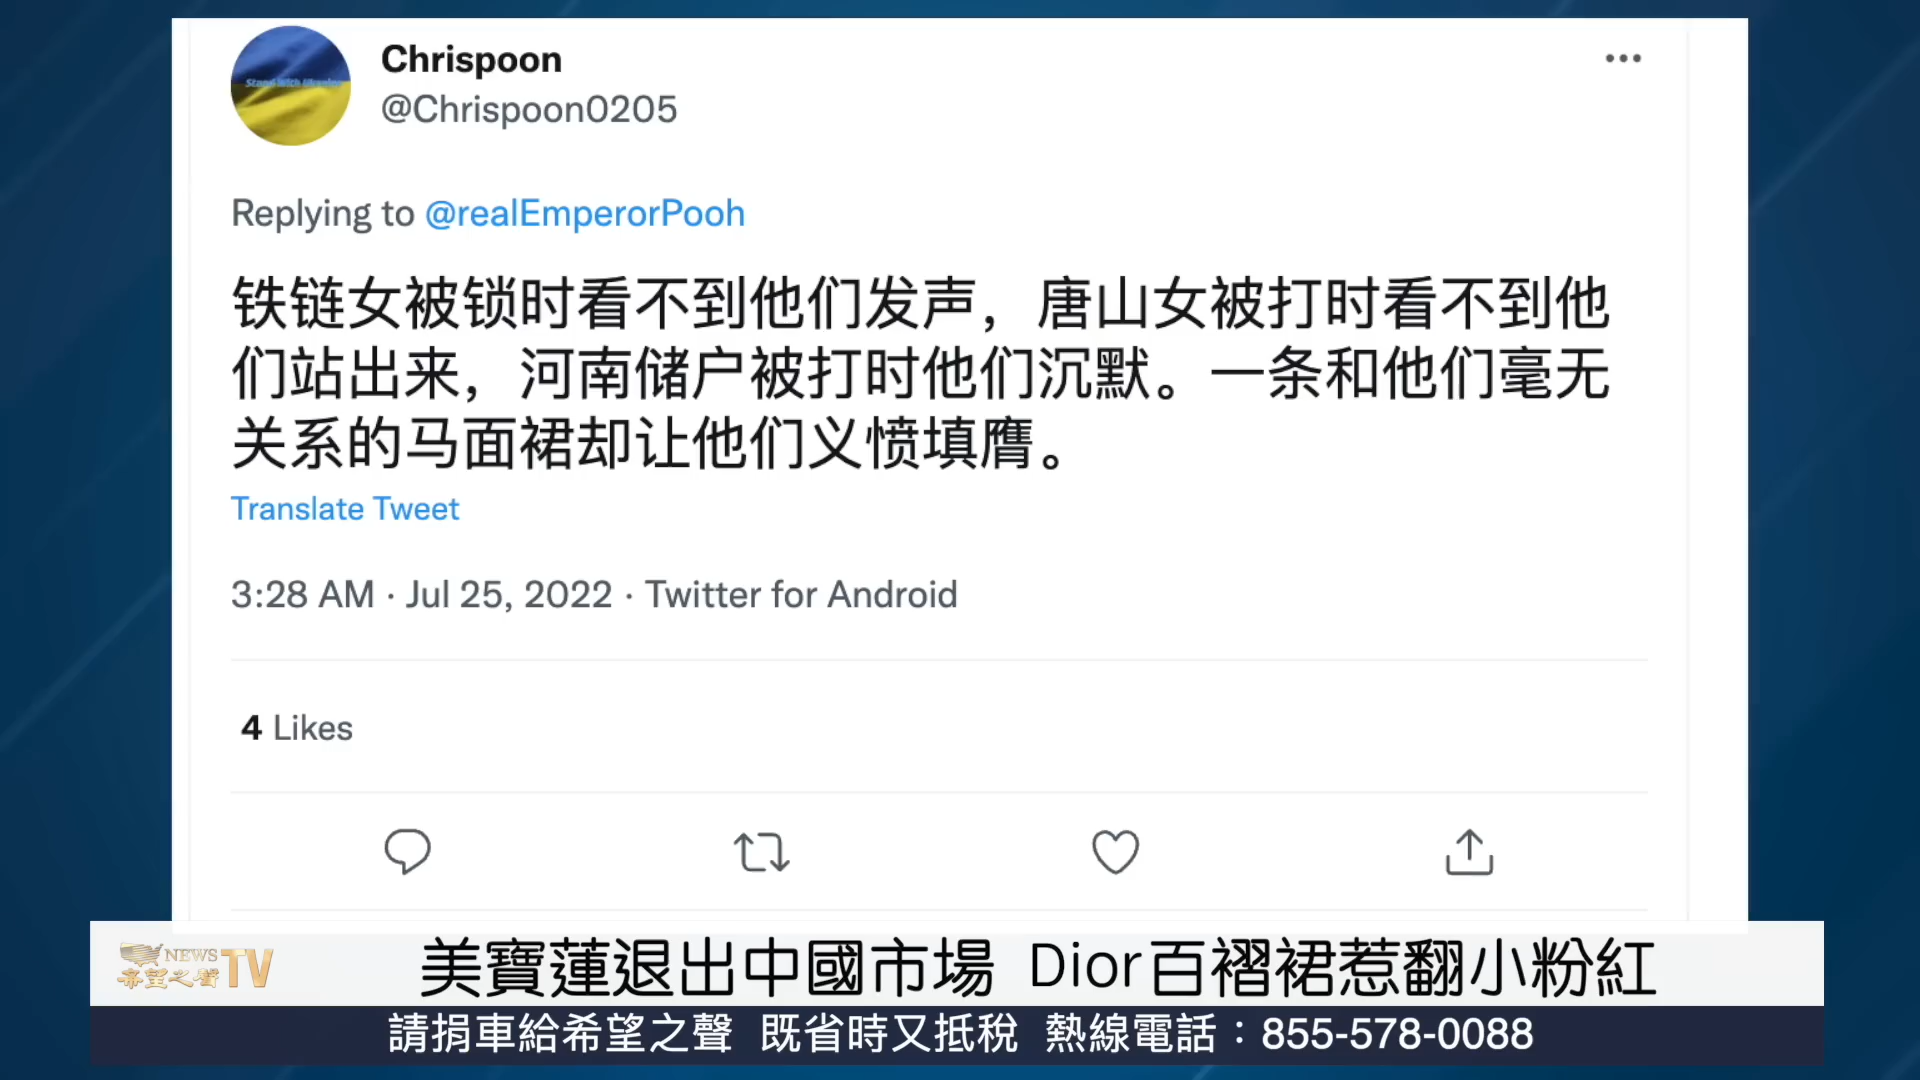 Stand with Ukraine
Chrispoon
@Chrispoon0205
Replying to @realEmperorPooh
铁链女被锁时看不到他们发声，唐山女被打时看不到他
们站出来，河南储户被打时他们沉默。一条和他们毫无
关系的马面裙却让他们义愤填膺。
Translate Tweet
3:28 AM · Jul 25, 2022 · Twitter for Android
4 Likes
NEWS
希望之聲TV
美寶蓮退出中國市場 Dior百褶裙惹翻小粉紅
請捐車給希望之聲 既省時又抵稅 熱線電話：855-578-0088